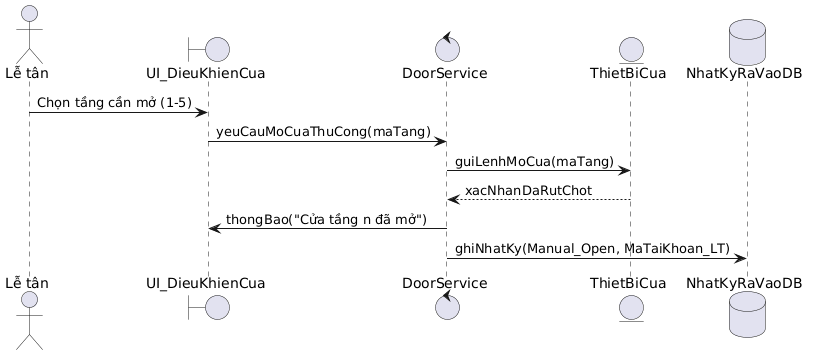 Lễ tân
UI_DieuKhienCua
DoorService
ThietBiCua
NhatKyRaVaoDB
Chọn tầng cần mở (1-5)
yeuCauMoCuaThuCong(maTang)
guiLenhMoCua(maTang)
xacNhanDaRutChot
thongBao("Cửa tầng n đã mở")
ghiNhatKy(Manual_Open, MaTaiKhoan_LT)
Lễ tân
UI_DieuKhienCua
DoorService
ThietBiCua
NhatKyRaVaoDB